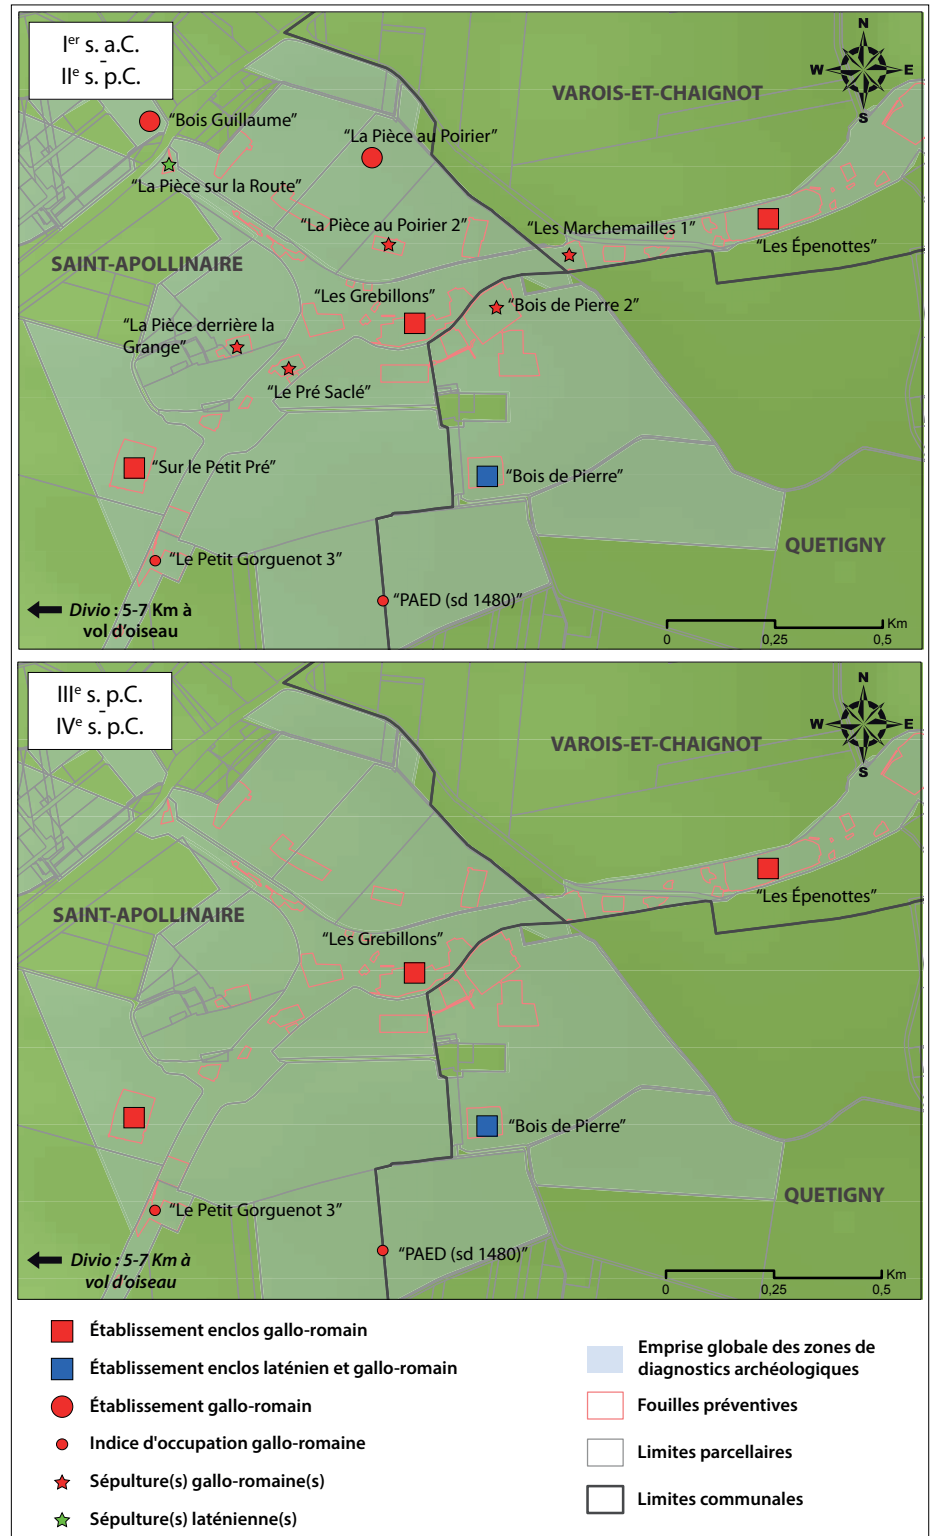 Ier s. a.C.
-
IIe s. p.C.
N
W
E
S
VAROIS-ET-CHAIGNOT
“Bois Guillaume”
“La Pièce au Poirier”
“La Pièce sur la Route”
“La Pièce au Poirier 2”
“Les Marchemailles 1”
“Les Épenottes”
SAINT-APOLLINAIRE
“Les Grebillons”
“Bois de Pierre 2”
“La Pièce derrière la
Grange”
“Le Pré Saclé”
“Sur le Petit Pré”
“Bois de Pierre”
QUETIGNY
“Le Petit Gorguenot 3”
“PAED (sd 1480)”
Divio : 5-7 Km à
vol d’oiseau
Km
0
0,25
0,5
IIIe s. p.C.
-
IVe s. p.C.
N
W
E
S
VAROIS-ET-CHAIGNOT
“Les Épenottes”
SAINT-APOLLINAIRE
“Les Grebillons”
“Bois de Pierre”
QUETIGNY
“Le Petit Gorguenot 3”
“PAED (sd 1480)”
Divio : 5-7 Km à
vol d’oiseau
Km
0
0,25
0,5
Établissement enclos gallo-romain
Établissement enclos laténien et gallo-romain
Établissement gallo-romain
Indice d'occupation gallo-romaine
Sépulture(s) gallo-romaine(s)
Sépulture(s) laténienne(s)
Emprise globale des zones de
diagnostics archéologiques
Fouilles préventives
Limites parcellaires
Limites communales